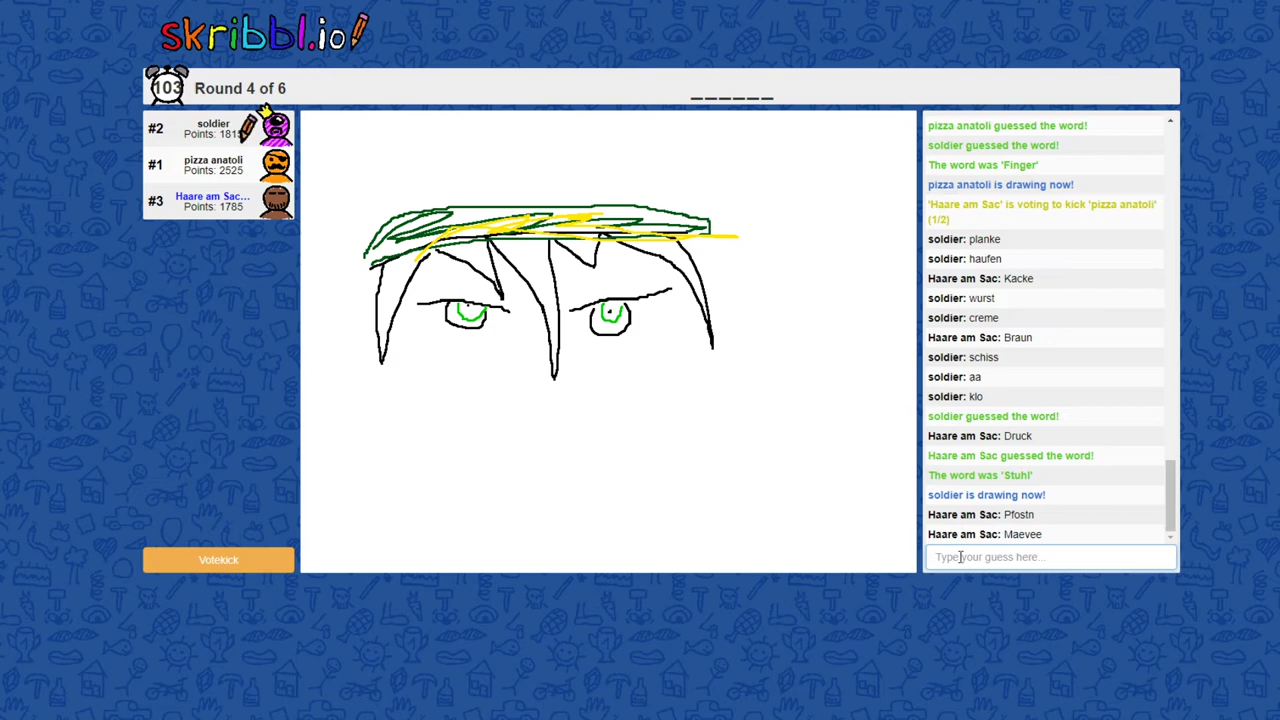 skribbl.io
103
Round 4 of 6
______
#2
soldier
Points: 181
#1
pizza anatoli
Points: 2525
#3
Haare am Sac...
Points: 1785
Votekick
pizza anatoli guessed the word!
soldier guessed the word!
The word was 'Finger'
pizza anatoli is drawing now!
'Haare am Sac' is voting to kick 'pizza anatoli'
(1/2)
soldier: planke
soldier: haufen
Haare am Sac: Kacke
soldier: wurst
soldier: creme
Haare am Sac: Braun
soldier: schiss
soldier: aa
soldier: klo
soldier guessed the word!
Haare am Sac: Druck
Haare am Sac guessed the word!
The word was 'Stuhl'
soldier is drawing now!
Haare am Sac: Pfostn
Haare am Sac: Maevee
Type your guess here...